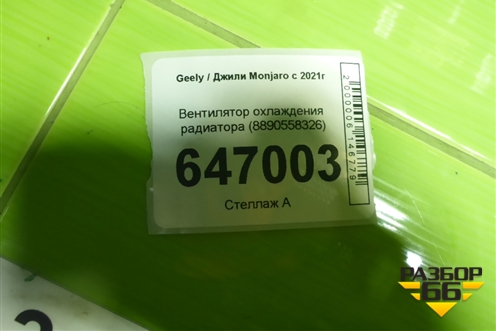 Geely / Джили Monjaro с 2021г
Вентилятор охлаждения
радиатора (8890558326)
647003
Стеллаж А
2000006146779
РАЗБОР
66